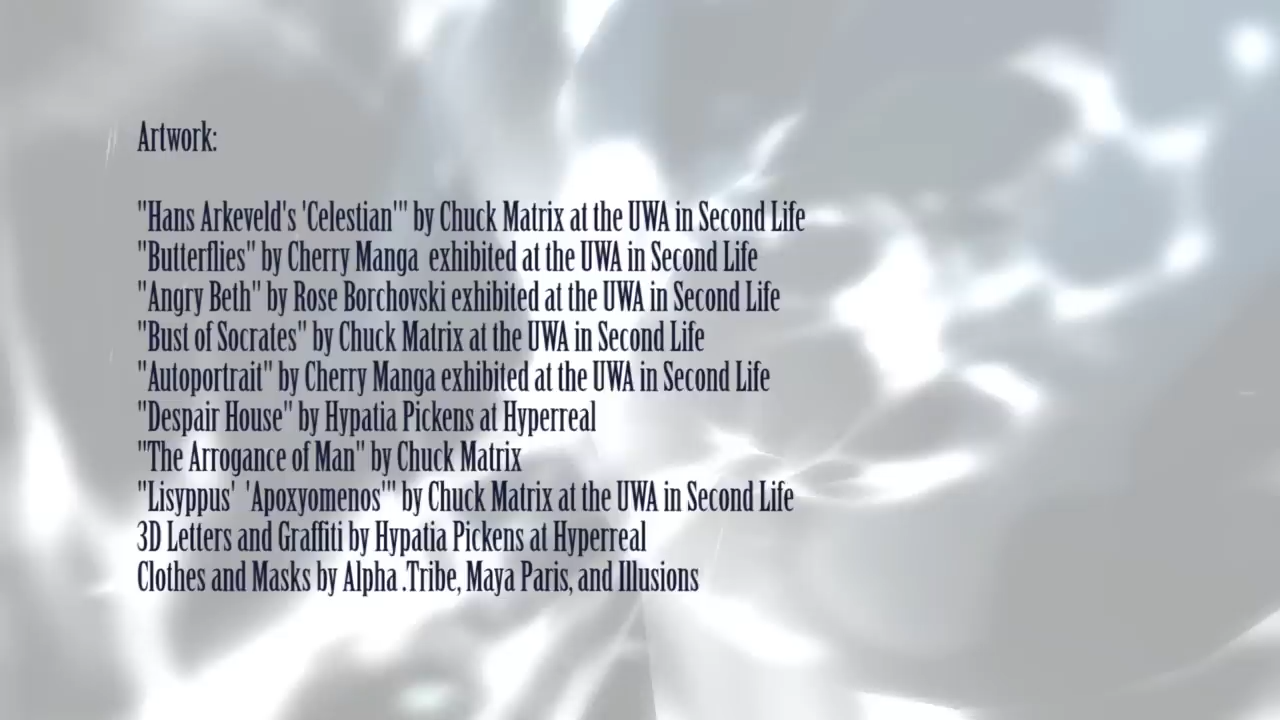 Artwork:
"Hans Arkeveld's 'Celestian'" by Chuck Matrix at the UWA in Second Life
"Butterflies" by Cherry Manga  exhibited at the UWA in Second Life
"Angry Beth" by Rose Borchovski exhibited at the UWA in Second Life
"Bust of Socrates" by Chuck Matrix at the UWA in Second Life
"Autoportrait" by Cherry Manga exhibited at the UWA in Second Life
"Despair House" by Hypatia Pickens at Hyperreal
"The Arrogance of Man" by Chuck Matrix
"Lisyppus'  'Apoxyomenos'" by Chuck Matrix at the UWA in Second Life
3D Letters and Graffiti by Hypatia Pickens at Hyperreal
Clothes and Masks by Alpha .Tribe, Maya Paris, and Illusions